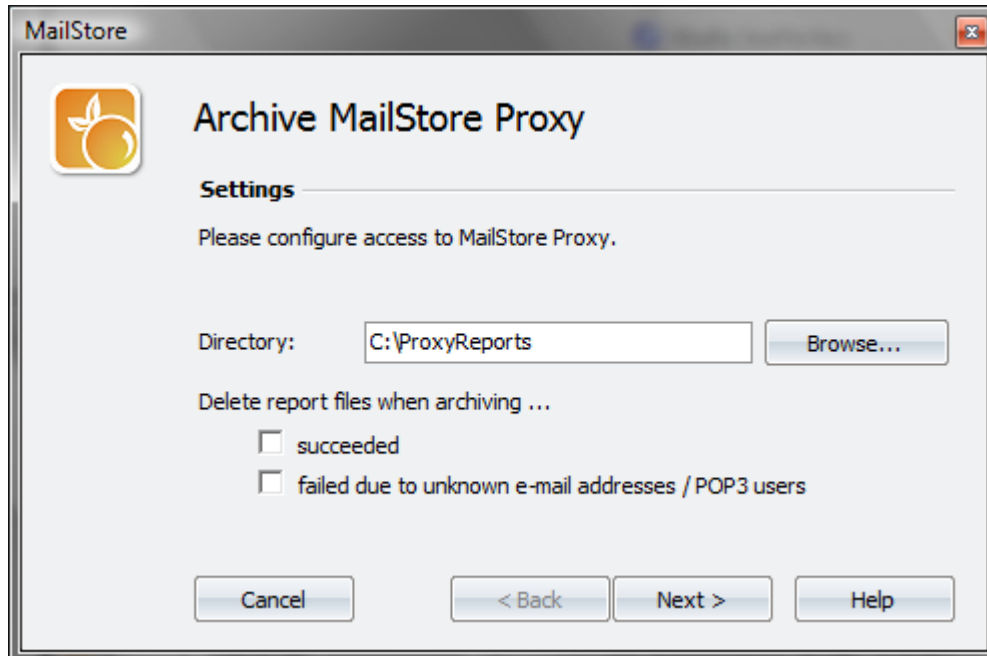 MailStore
Archive MailStore Proxy
Settings
Please configure access to MailStore Proxy.
Directory: C:\ProxyReports Browse...
Delete report files when archiving ...
succeeded
failed due to unknown e-mail addresses / POP3 users
Cancel < Back Next > Help